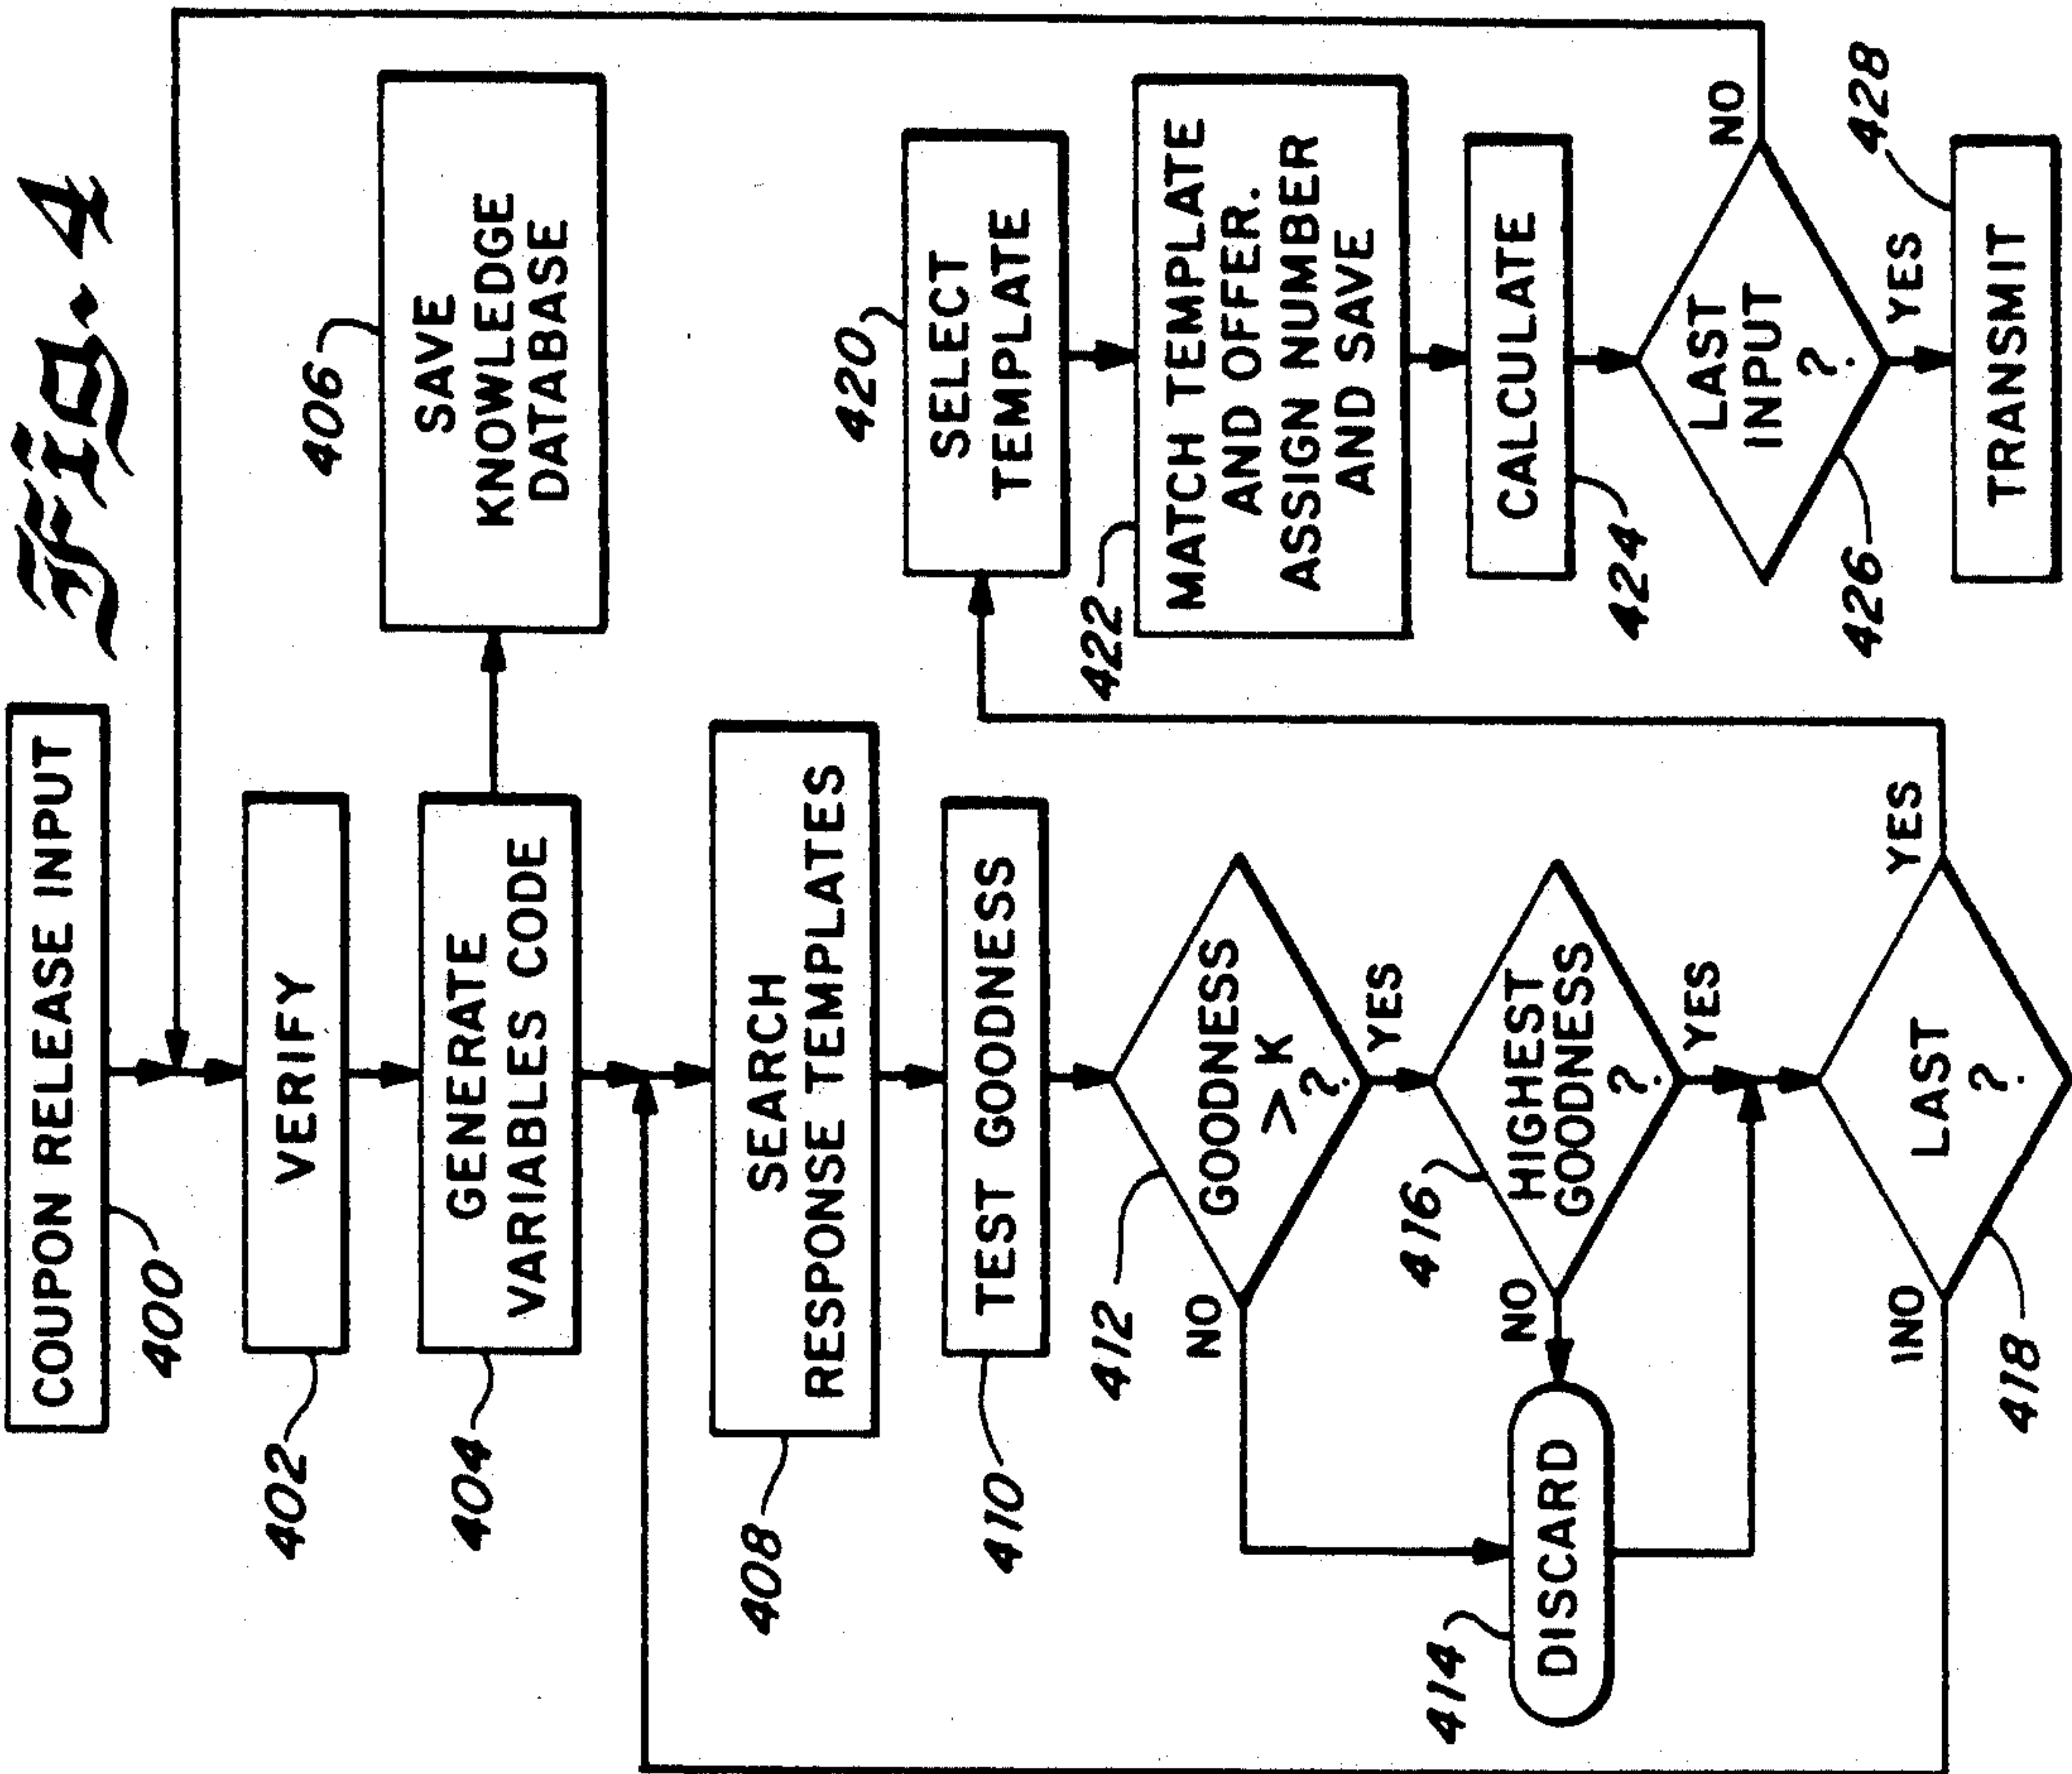 FIG. 4
COUPON RELEASE INPUT
400
VERIFY
402
GENERATE
VARIABLES CODE
404
SAVE
KNOWLEDGE
DATABASE
406
SEARCH
RESPONSE TEMPLATES
408
TEST GOODNESS
410
GOODNESS
> K
?
412
NO
YES
HIGHEST
GOODNESS
?
416
NO
YES
DISCARD
414
LAST
?
418
NO
YES
SELECT
TEMPLATE
420
MATCH TEMPLATE
AND OFFER.
ASSIGN NUMBER
AND SAVE
422
CALCULATE
424
LAST
INPUT
?
426
NO
YES
TRANSMIT
428